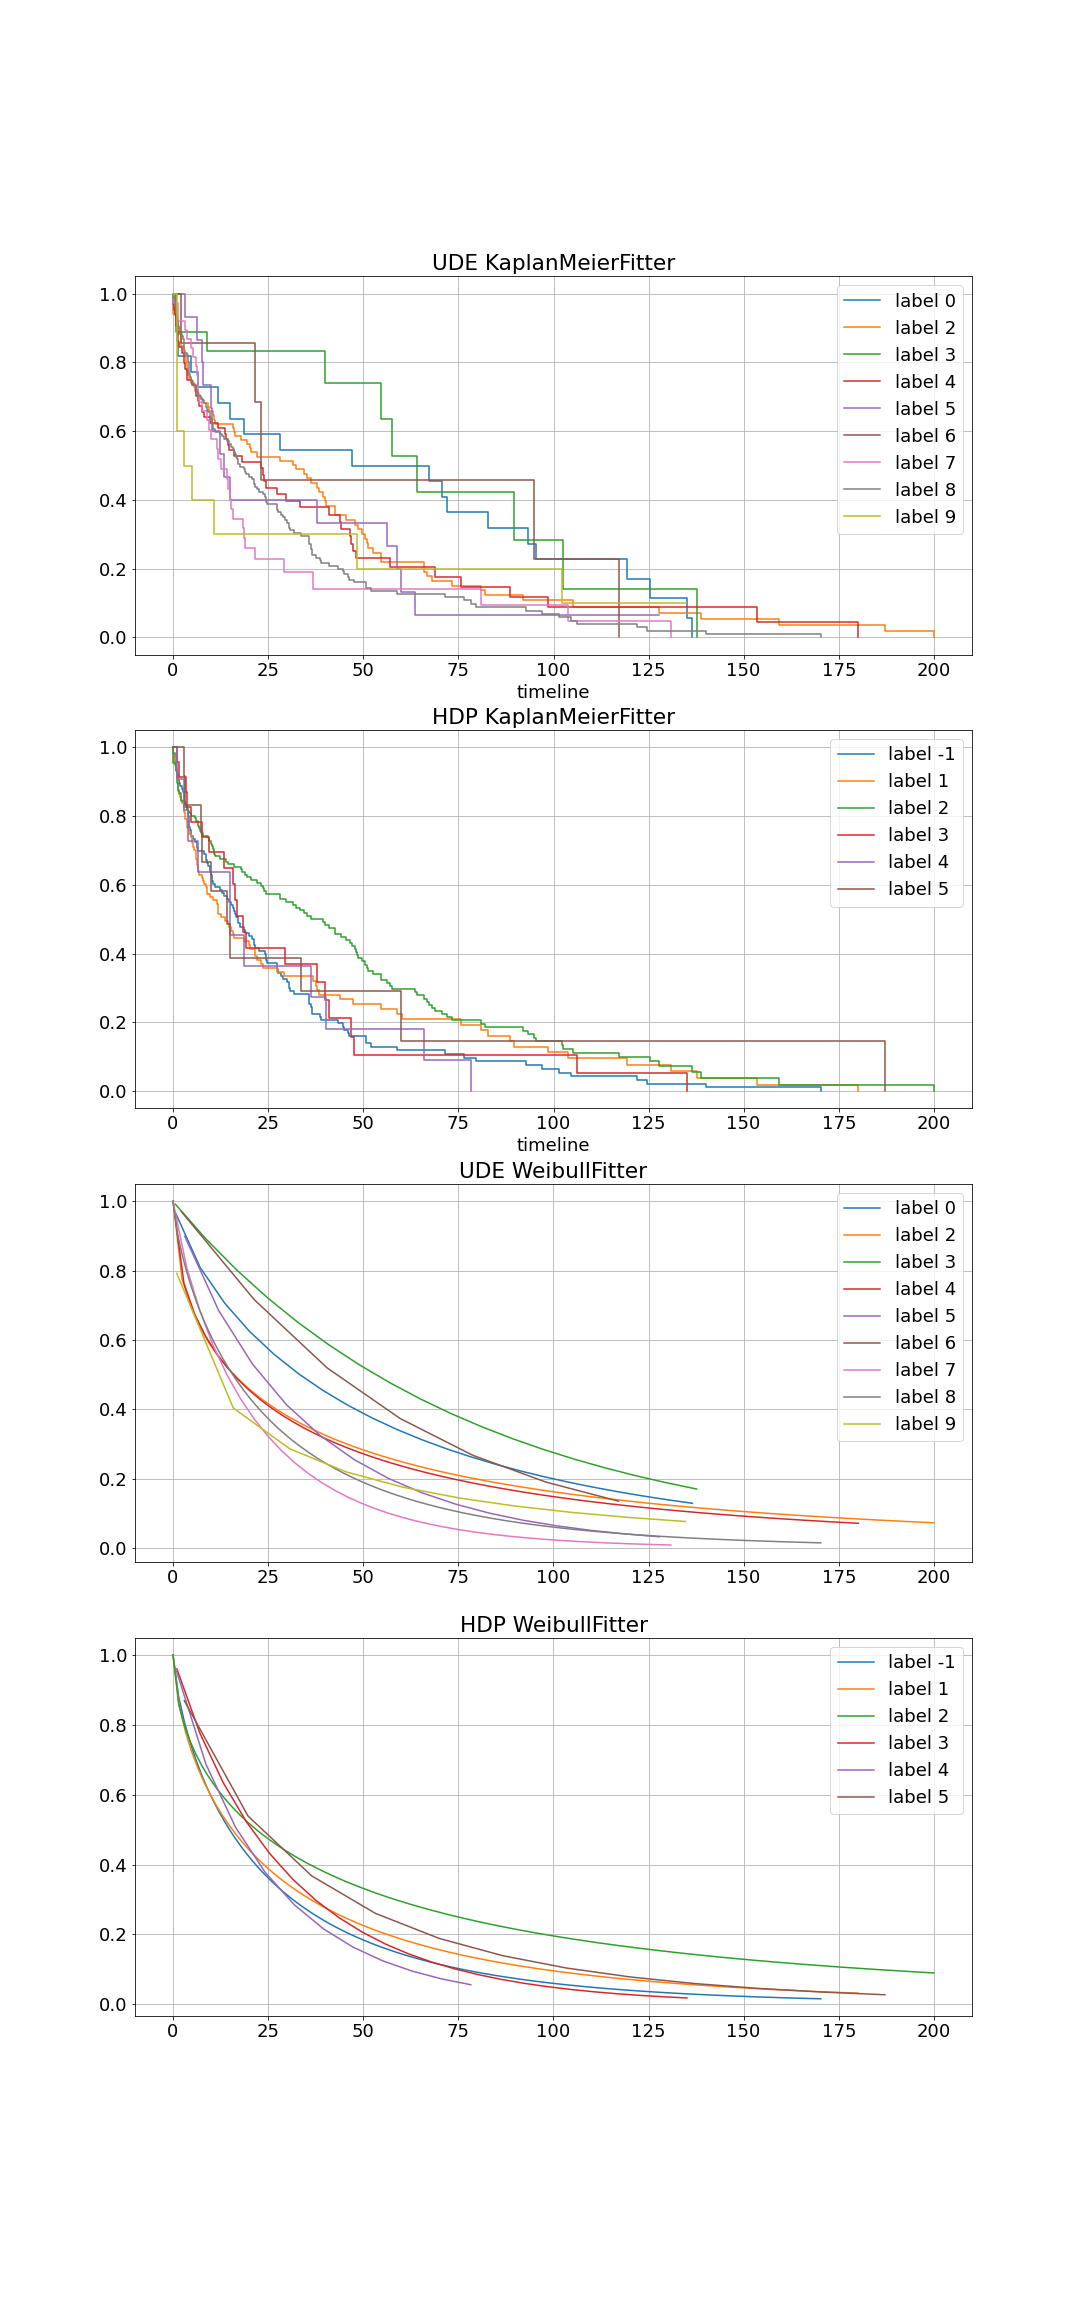 UDE KaplanMeierFitter
1.0
0.8
0.6
0.4
0.2
0.0
label 0
label 2
label 3
label 4
label 5
label 6
label 7
label 8
label 9
0 25 50 75 100 125 150 175 200
timeline
HDP KaplanMeierFitter
1.0
0.8
0.6
0.4
0.2
0.0
label -1
label 1
label 2
label 3
label 4
label 5
0 25 50 75 100 125 150 175 200
timeline
UDE WeibullFitter
1.0
0.8
0.6
0.4
0.2
0.0
label 0
label 2
label 3
label 4
label 5
label 6
label 7
label 8
label 9
0 25 50 75 100 125 150 175 200
HDP WeibullFitter
1.0
0.8
0.6
0.4
0.2
0.0
label -1
label 1
label 2
label 3
label 4
label 5
0 25 50 75 100 125 150 175 200